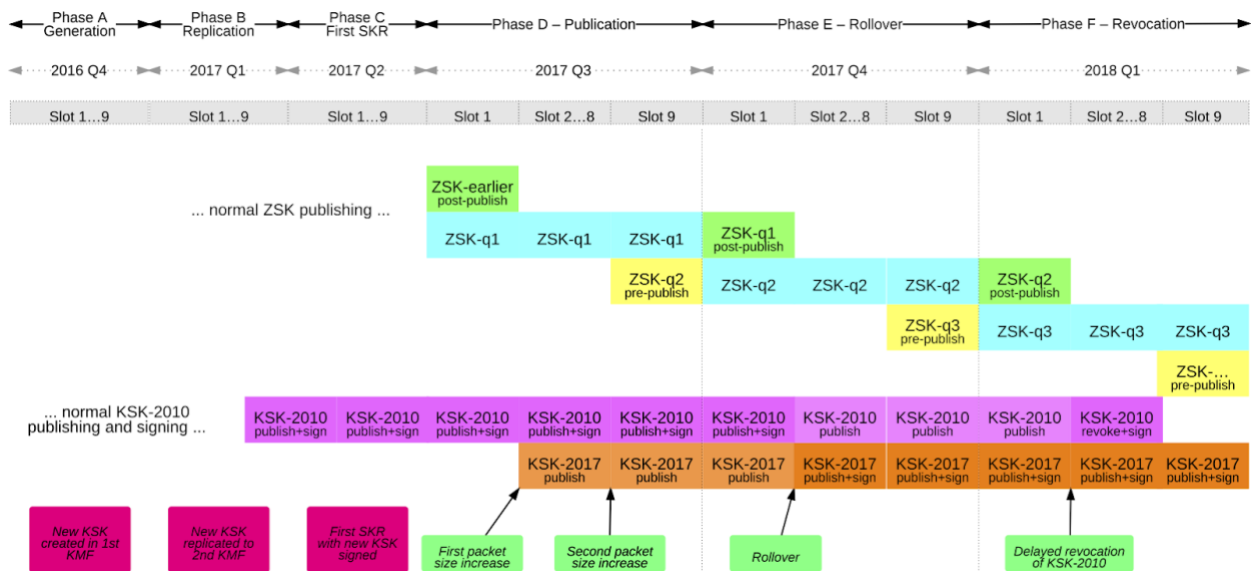 Phase A
Generation
Phase B
Replication
Phase C
First SKR
Phase D – Publication
Phase E – Rollover
Phase F – Revocation
2016 Q4
2017 Q1
2017 Q2
2017 Q3
2017 Q4
2018 Q1
Slot 1…9
Slot 1…9
Slot 1…9
Slot 1
Slot 2…8
Slot 9
Slot 1
Slot 2…8
Slot 9
Slot 1
Slot 2…8
Slot 9
... normal ZSK publishing ...
ZSK-earlier
post-publish
ZSK-q1
ZSK-q1
ZSK-q1
ZSK-q1
post-publish
ZSK-q2
pre-publish
ZSK-q2
ZSK-q2
ZSK-q2
ZSK-q2
post-publish
ZSK-q3
pre-publish
ZSK-q3
ZSK-q3
ZSK-q3
ZSK-…
pre-publish
... normal KSK-2010
publishing and signing ...
KSK-2010
publish+sign
KSK-2010
publish+sign
KSK-2010
publish+sign
KSK-2010
publish+sign
KSK-2010
publish+sign
KSK-2010
publish+sign
KSK-2010
publish
KSK-2010
publish
KSK-2010
publish
KSK-2010
revoke+sign
KSK-2017
publish
KSK-2017
publish
KSK-2017
publish
KSK-2017
publish+sign
KSK-2017
publish+sign
KSK-2017
publish+sign
KSK-2017
publish+sign
KSK-2017
publish+sign
New KSK
created in 1st
KMF
New KSK
replicated to
2nd KMF
First SKR
with new KSK
signed
First packet
size increase
Second packet
size increase
Rollover
Delayed revocation
of KSK-2010